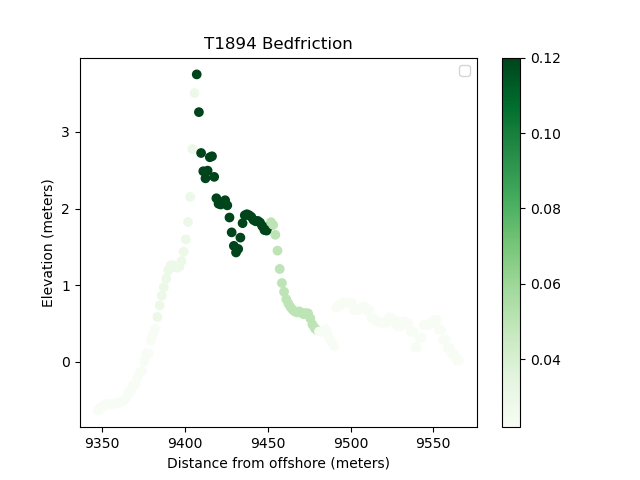 T1894 Bedfriction
Elevation (meters)
3
2
1
0
9350 9400 9450 9500 9550
Distance from offshore (meters)
0.12
0.10
0.08
0.06
0.04